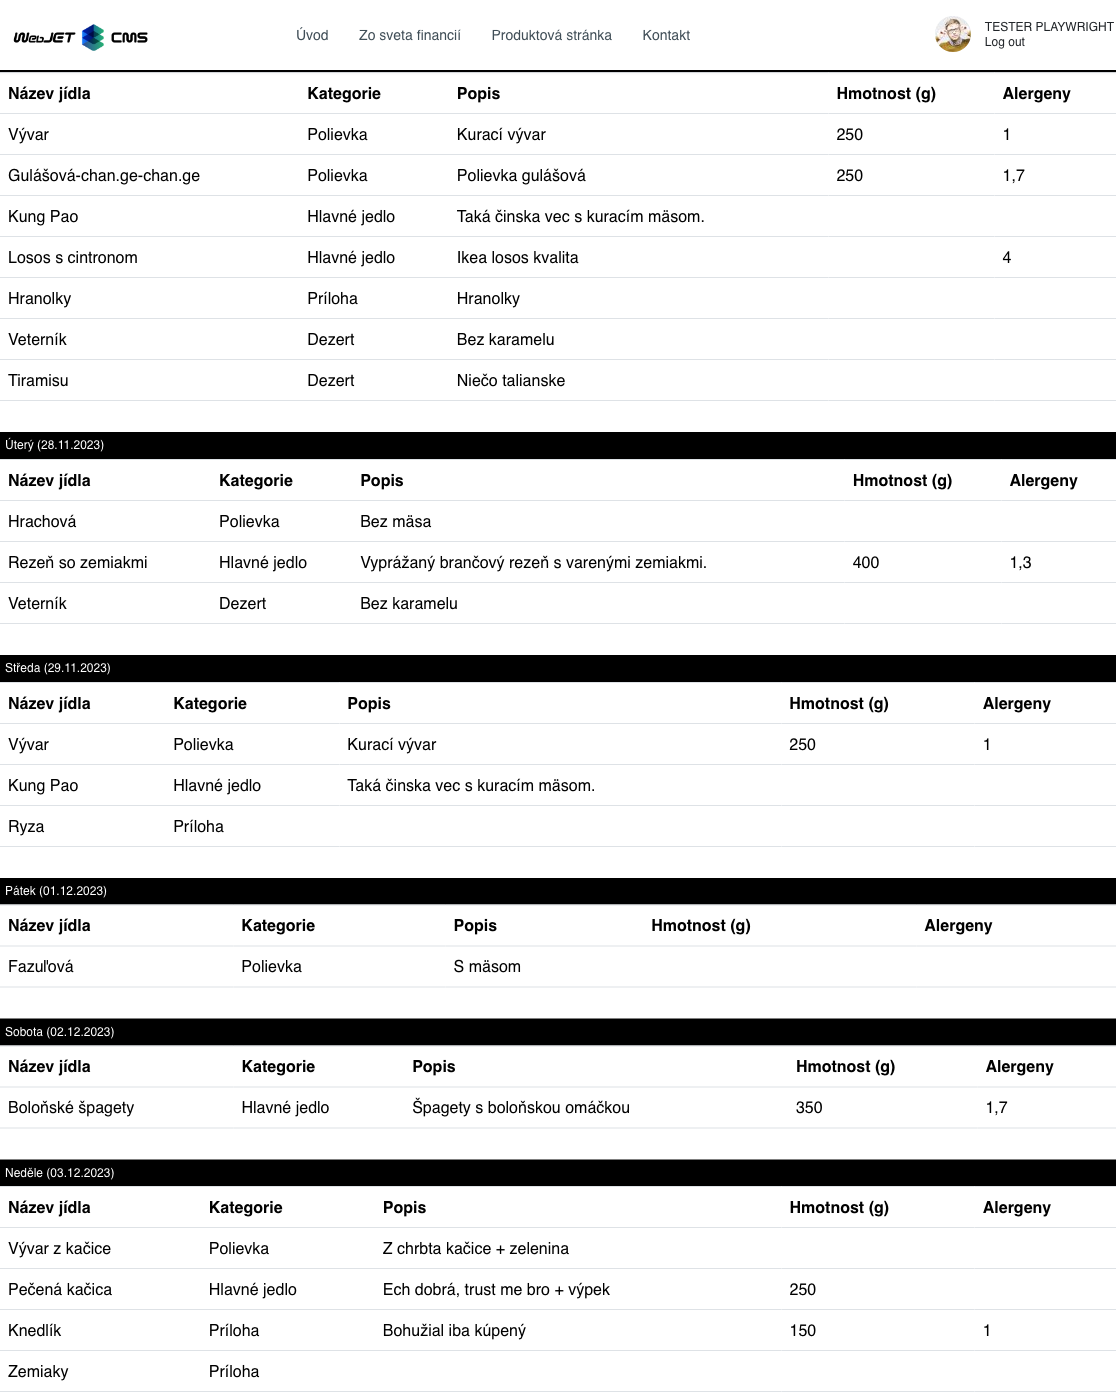 WebJET CMS Úvod Zo sveta financií Produktová stránka Kontakt TESTER PLAYWRIGHT
Log out
Název jídla Kategorie Popis Hmotnost (g) Alergeny
Vývar Polievka Kurací vývar 250 1
Gulášová-chan.ge-chan.ge Polievka Polievka gulášová 250 1,7
Kung Pao Hlavné jedlo Taká činska vec s kuracím mäsom.
Losos s cintronom Hlavné jedlo Ikea losos kvalita 4
Hranolky Príloha Hranolky
Veterník Dezert Bez karamelu
Tiramisu Dezert Niečo talianske
Úterý (28.11.2023)
Název jídla Kategorie Popis Hmotnost (g) Alergeny
Hrachová Polievka Bez mäsa
Rezeň so zemiakmi Hlavné jedlo Vyprážaný brančový rezeň s varenými zemiakmi. 400 1,3
Veterník Dezert Bez karamelu
Středa (29.11.2023)
Název jídla Kategorie Popis Hmotnost (g) Alergeny
Vývar Polievka Kurací vývar 250 1
Kung Pao Hlavné jedlo Taká činska vec s kuracím mäsom.
Ryza Príloha
Pátek (01.12.2023)
Název jídla Kategorie Popis Hmotnost (g) Alergeny
Fazuľová Polievka S mäsom
Sobota (02.12.2023)
Název jídla Kategorie Popis Hmotnost (g) Alergeny
Boloňské špagety Hlavné jedlo Špagety s boloňskou omáčkou 350 1,7
Neděle (03.12.2023)
Název jídla Kategorie Popis Hmotnost (g) Alergeny
Vývar z kačice Polievka Z chrbta kačice + zelenina
Pečená kačica Hlavné jedlo Ech dobrá, trust me bro + výpek 250
Knedlík Príloha Bohužial iba kúpený 150 1
Zemiaky Príloha